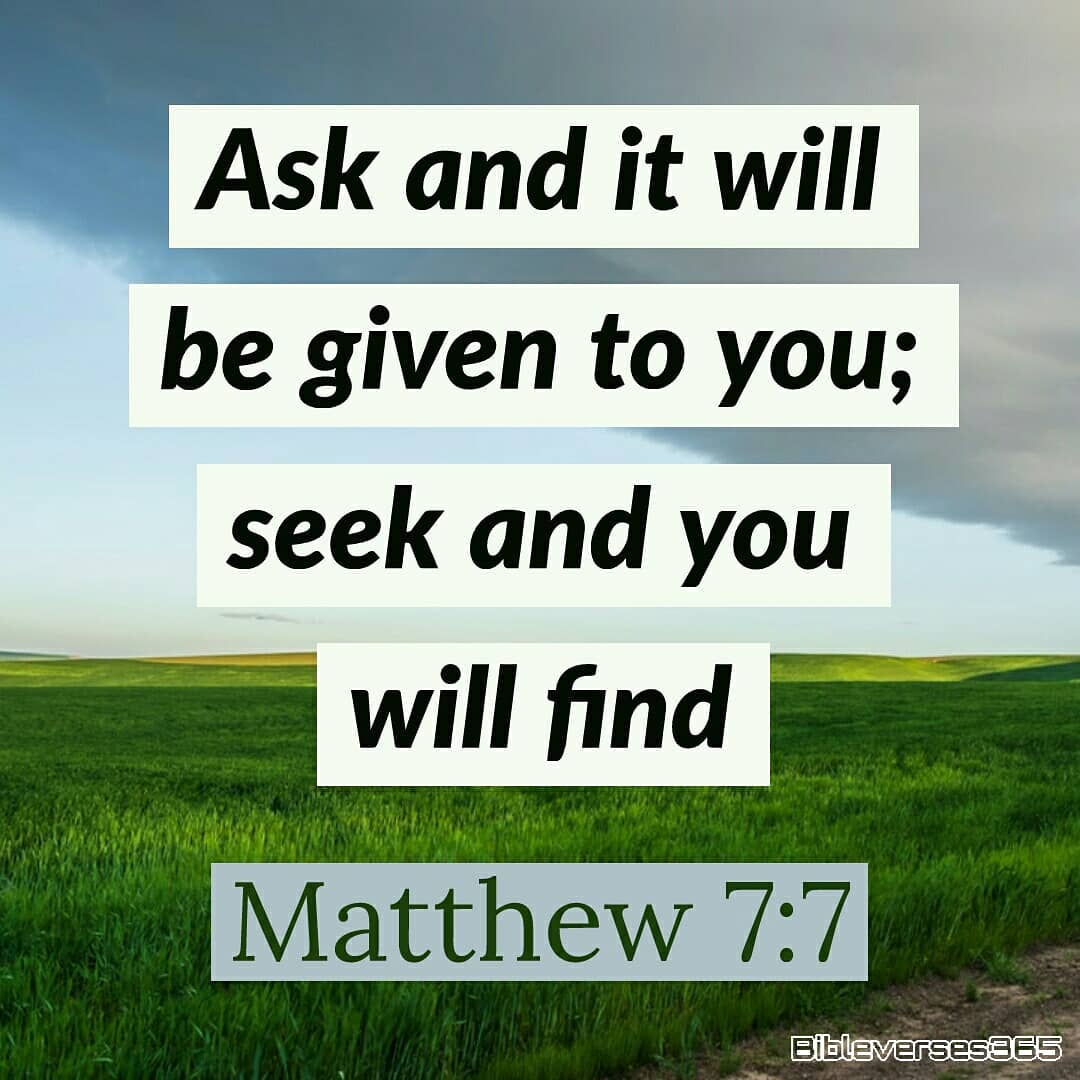 Ask and it will
be given to you;
seek and you
will find
Matthew 7:7
Bibleverses365